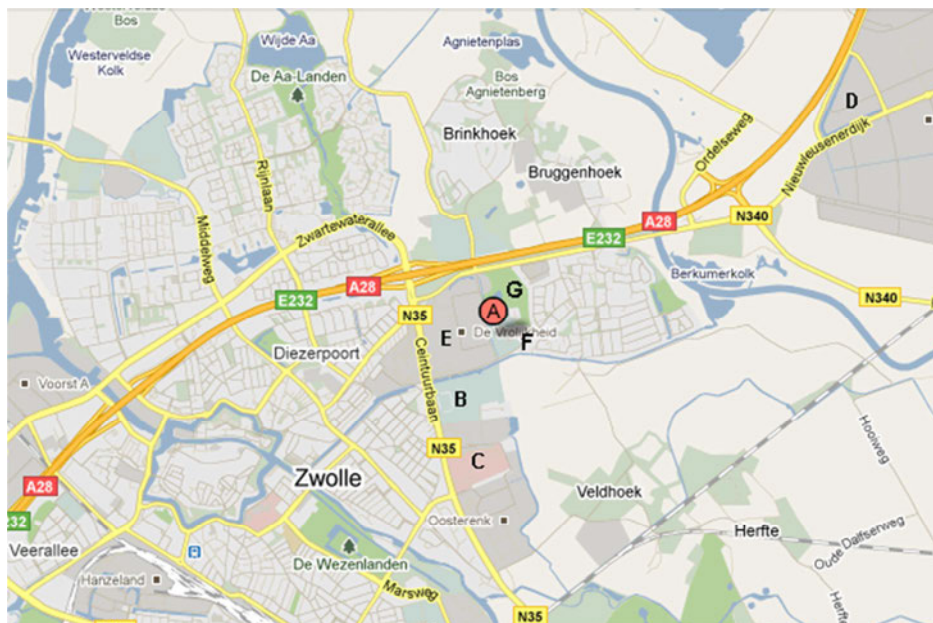 Westerveldse
Bos
Westerveldse
Kolk
Wijde Aa
De Aa-Landen
Agnietenplas
Bos
Agnietenberg
Brinkhoek
Bruggenhoek
Ordelseweg
D
Nieuwleusenerdijk
Rijnlaan
Middelweg
Zwartewaterallee
A28
N340
E232
Berkumerkolk
A28
E232
G
N340
A
N35
E
De Vrolijkheid
F
Diezerpoort
Ceintuurbaan
Voorst A
B
Hooiweg
N35
C
A28
Zwolle
Veldhoek
232
Oosterenk
Herfte
Oude Dalfserweg
Veerallee
De Wezenlanden
Hanzeland
Marsweg
N35
Herfte